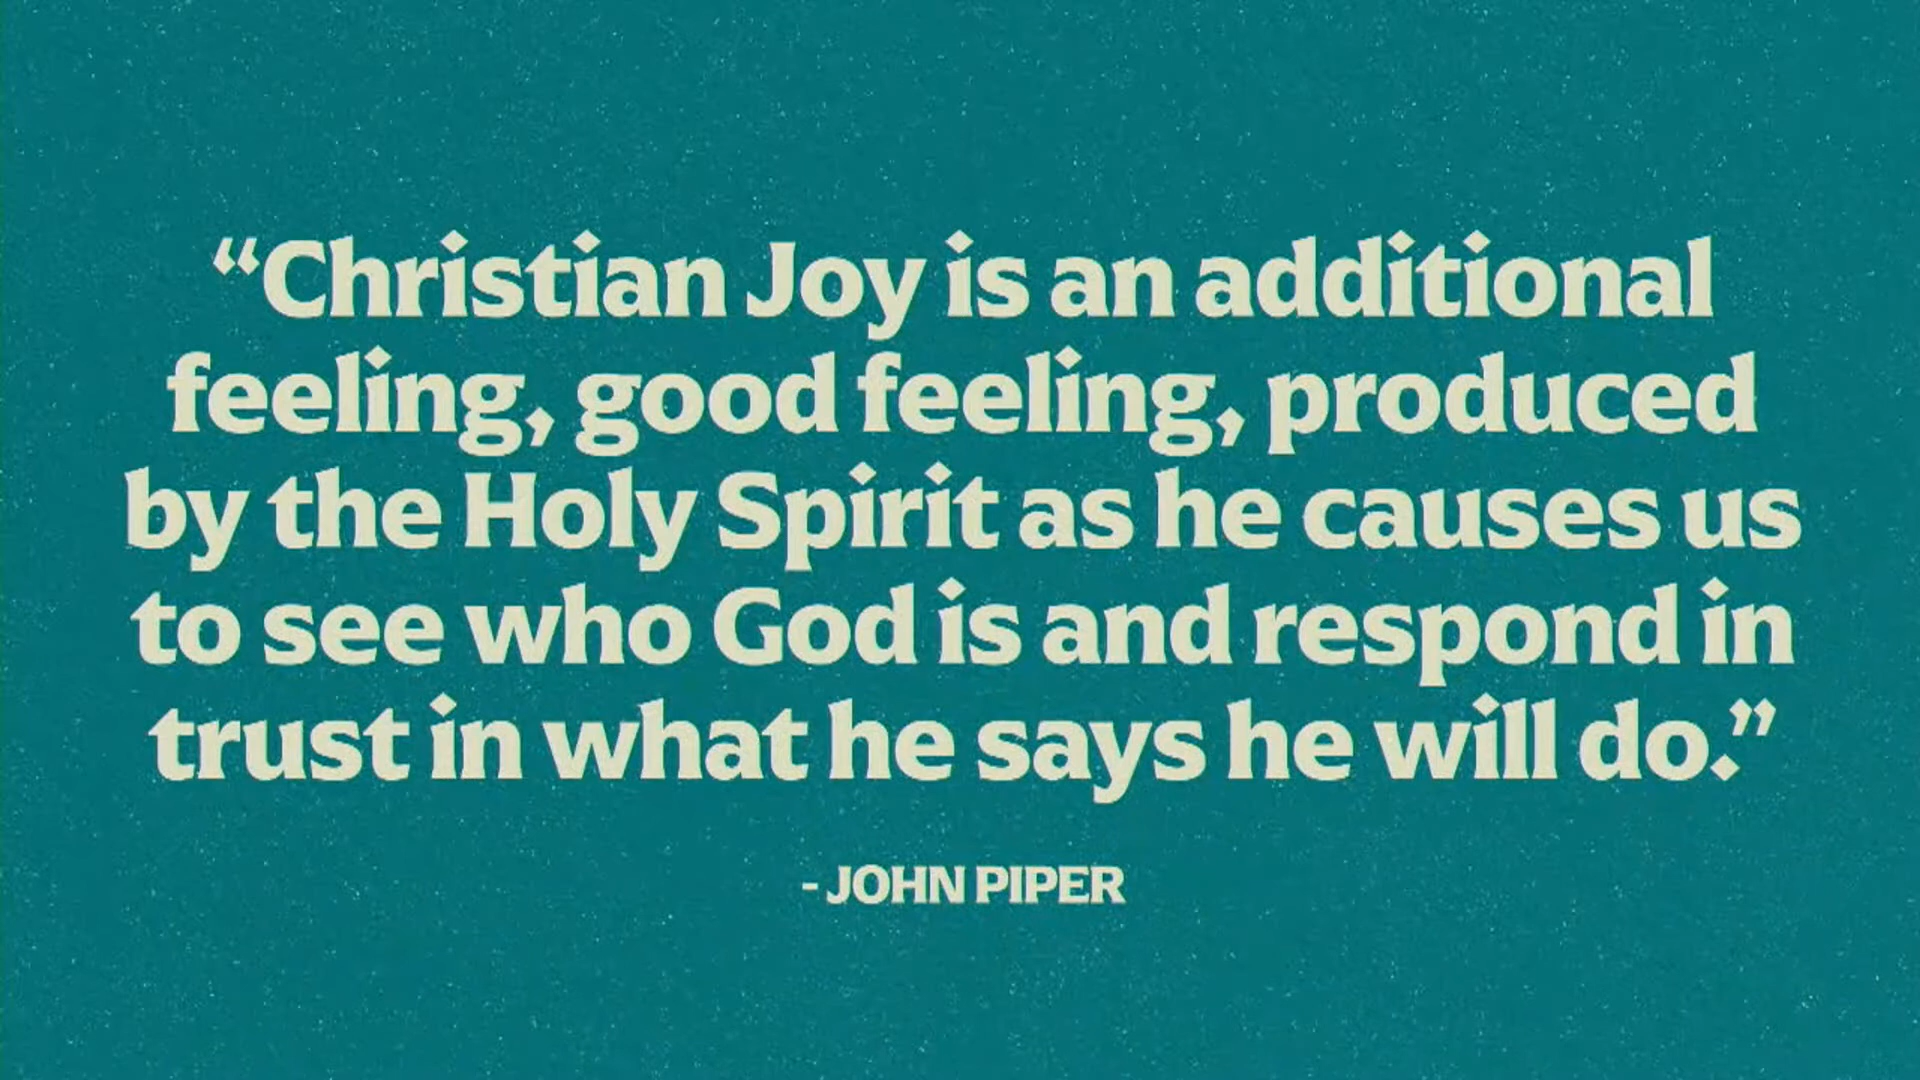 “Christian Joy is an additional
feeling, good feeling, produced
by the Holy Spirit as he causes us
to see who God is and respond in
trust in what he says he will do.”
- JOHN PIPER